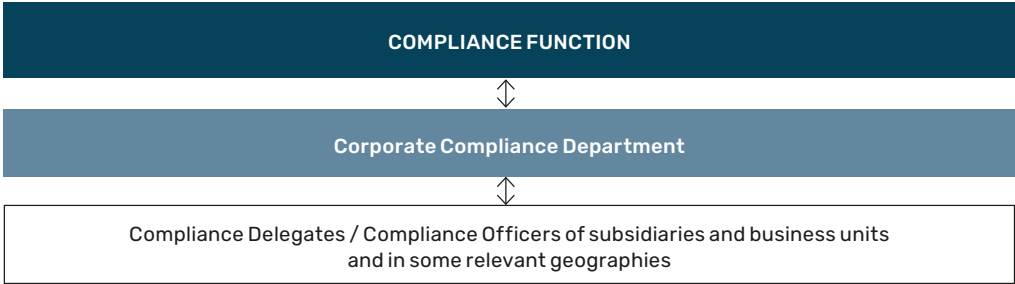 COMPLIANCE FUNCTION
Corporate Compliance Department
Compliance Delegates / Compliance Officers of subsidiaries and business units
and in some relevant geographies